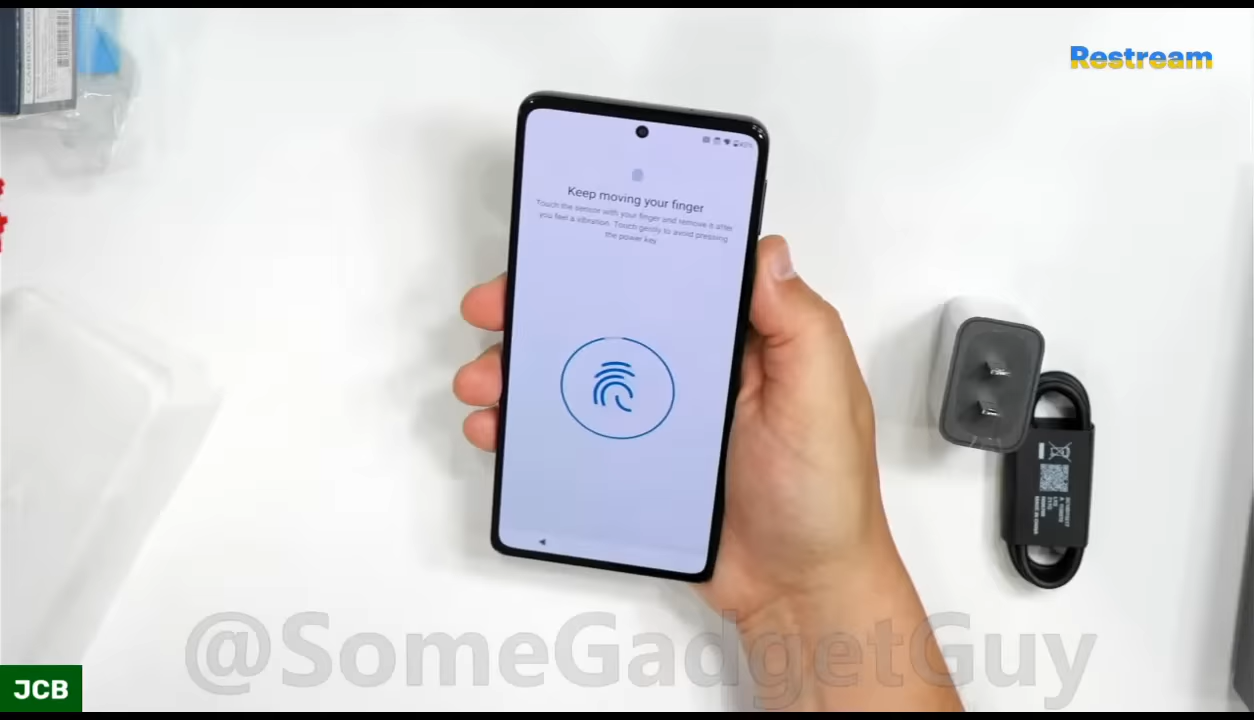 Restream
Keep moving your finger
Touch the sensor with your finger and remove it after
you feel a vibration. Touch gently to avoid pressing
the power key.
@SomeGadgetGuy
JCB